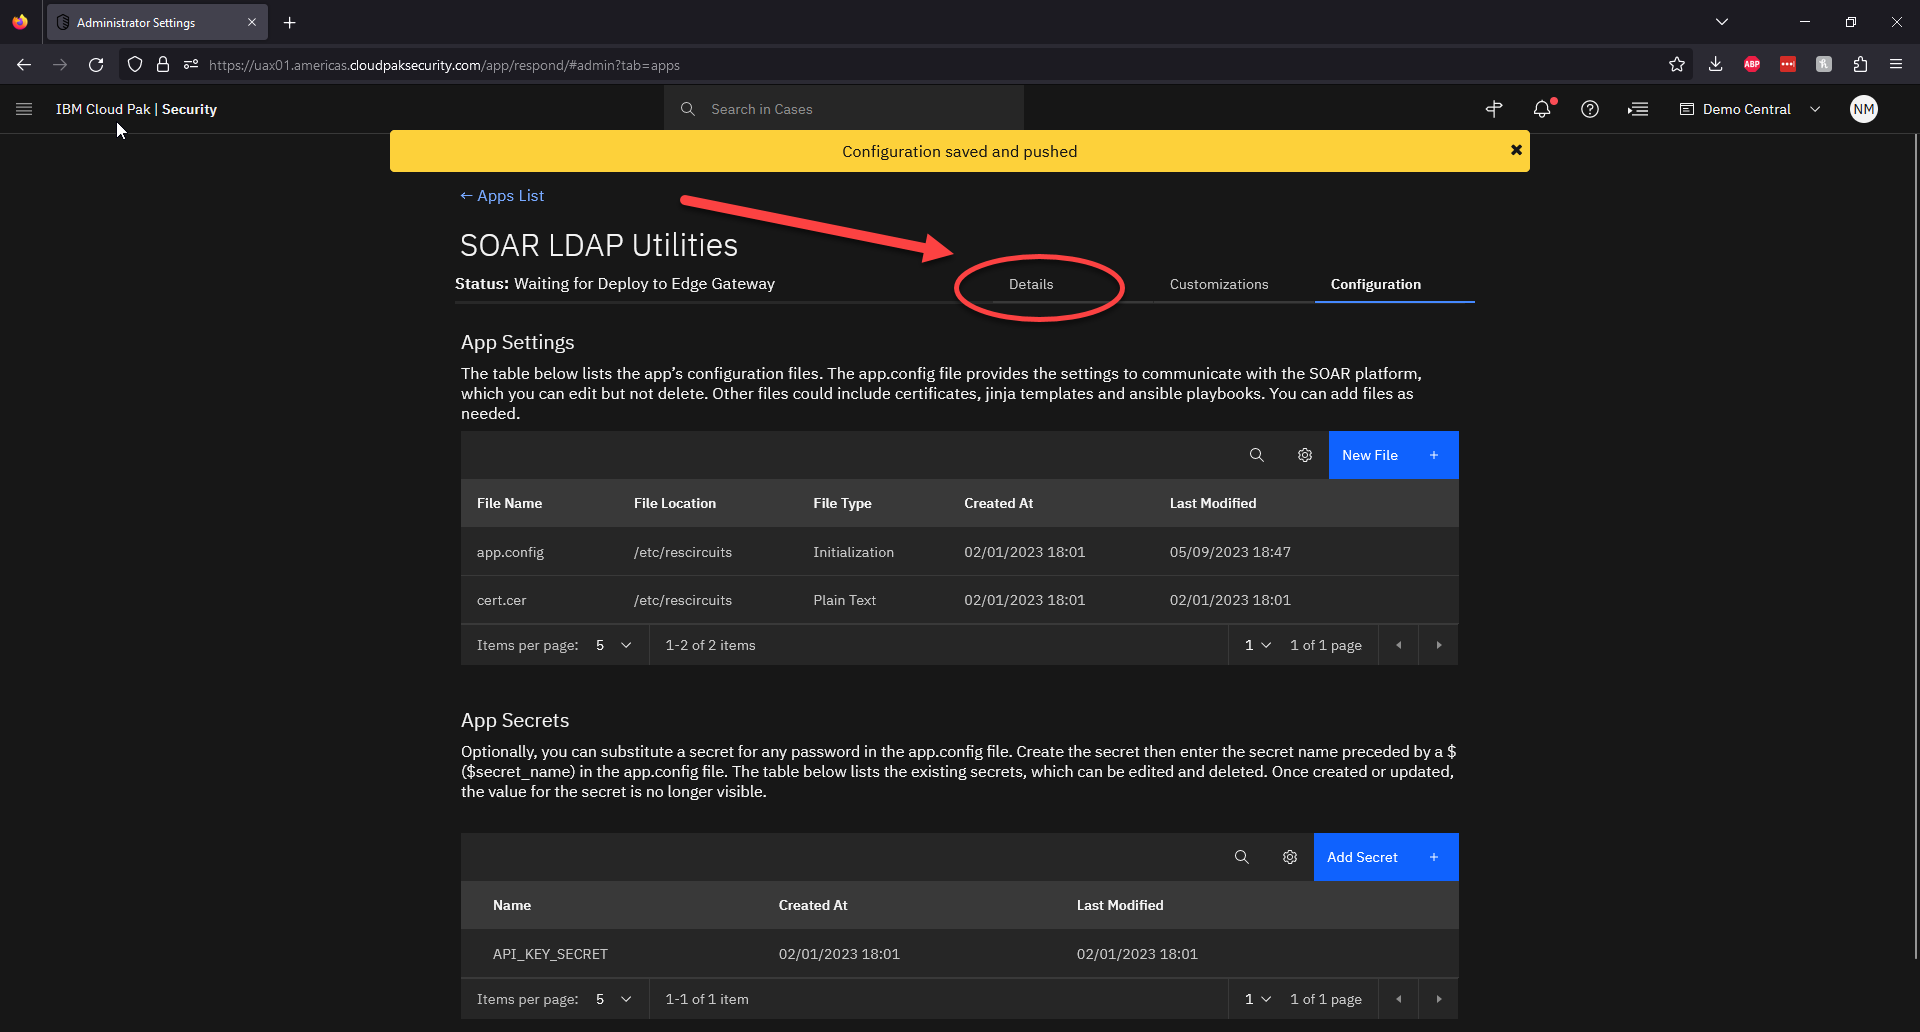 Administrator Settings
https://uax01.americas.cloudpaksecurity.com/app/respond/#admin?tab=apps
ABP
IBM Cloud Pak | Security
Search in Cases
Demo Central
NM
Configuration saved and pushed
← Apps List
SOAR LDAP Utilities
Status: Waiting for Deploy to Edge Gateway
Details
Customizations
Configuration
App Settings
The table below lists the app’s configuration files. The app.config file provides the settings to communicate with the SOAR platform,
which you can edit but not delete. Other files could include certificates, jinja templates and ansible playbooks. You can add files as
needed.
New File +
File Name File Location File Type Created At Last Modified
app.config /etc/rescircuits Initialization 02/01/2023 18:01 05/09/2023 18:47
cert.cer /etc/rescircuits Plain Text 02/01/2023 18:01 02/01/2023 18:01
Items per page: 5 1-2 of 2 items 1 1 of 1 page
App Secrets
Optionally, you can substitute a secret for any password in the app.config file. Create the secret then enter the secret name preceded by a $
($secret_name) in the app.config file. The table below lists the existing secrets, which can be edited and deleted. Once created or updated,
the value for the secret is no longer visible.
Add Secret +
Name Created At Last Modified
API_KEY_SECRET 02/01/2023 18:01 02/01/2023 18:01
Items per page: 5 1-1 of 1 item 1 1 of 1 page